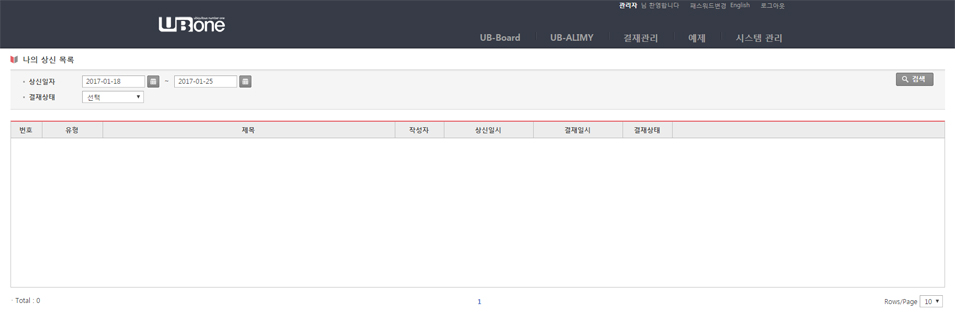 관리자 님 환영합니다 패스워드변경 English 로그아웃
UBone
UB-Board UB-ALIMY 결재관리 예제 시스템 관리
나의 상신 목록
상신일자 2017-01-18 ~ 2017-01-25 검색
결재상태 선택
번호 유형 제목 작성자 상신일시 결재일시 결재상태
Total : 0 1 Rows/Page 10